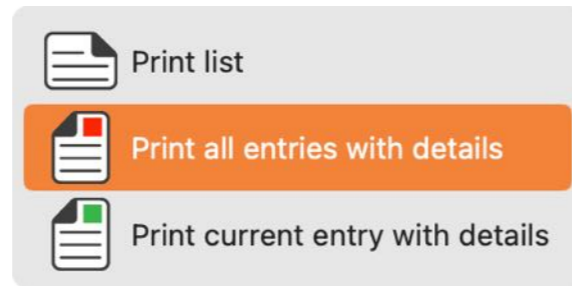 Print list
Print all entries with details
Print current entry with details